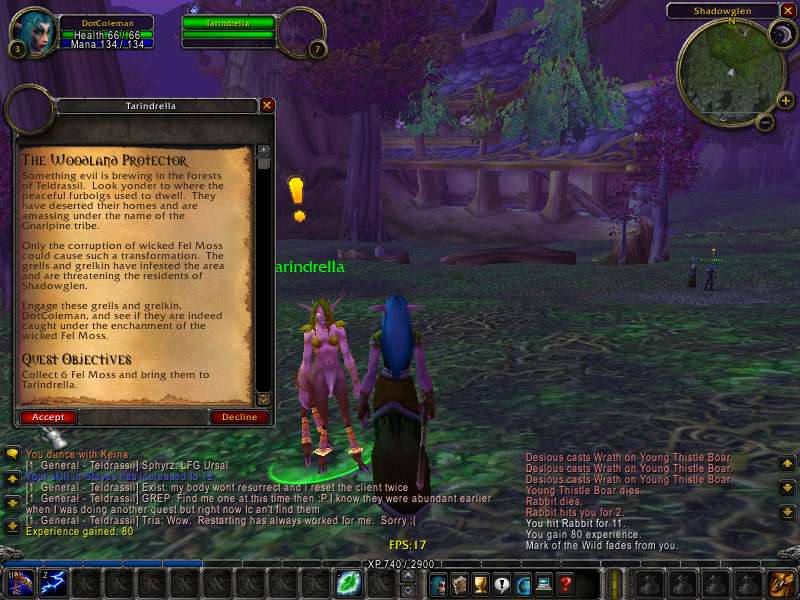 DotColeman
Health 66 / 66
Mana 134 / 134
3
Tarindrella
7
Shadowglen
N
Tarindrella
The Woodland Protector
Something evil is brewing in the forests
of Teldrassil. Look yonder to where the
peaceful furbolgs used to dwell. They
have deserted their homes and are
amassing under the name of the
Gnarlpine tribe.
Only the corruption of wicked Fel Moss
could cause such a transformation. The
grells and grelkin have infested the area
and are threatening the residents of
Shadowglen.
Engage these grells and grelkin,
DotColeman, and see if they are indeed
caught under the enchanment of the
wicked Fel Moss.
Quest Objectives
Collect 6 Fel Moss and bring them to
Tarindrella.
Accept
Decline
arindrella
You dance with Keina.
[1. General - Teldrassil] Sphyrz: LFG Ursal
Your skill in Staves has increased to 12
[1. General - Teldrassil] Exist: my body wont resurrect and i reset the client twice
[1. General - Teldrassil] GREP: Find me one at this time then :P I know they were abundant earlier
when I was doing another quest but right now Ic an't find them
[1. General - Teldrassil] Tria: Wow. Restarting has always worked for me. Sorry :(
Experience gained: 80
Desious casts Wrath on Young Thistle Boar.
Desious casts Wrath on Young Thistle Boar.
Desious casts Wrath on Young Thistle Boar.
Young Thistle Boar dies.
Rabbit dies.
Rabbit hits you for 2.
You hit Rabbit for 11.
You gain 80 experience.
Mark of the Wild fades from you.
FPS:17
XP 740 / 2900